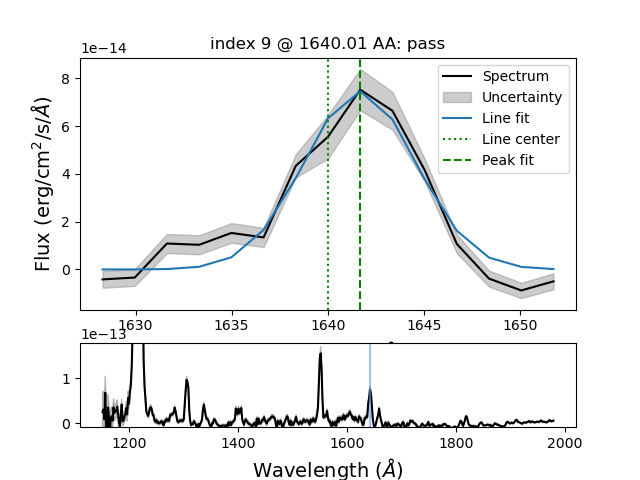 index 9 @ 1640.01 AA: pass
1e−14
Flux (erg/cm²/s/Å)
8
6
4
2
0
Spectrum
Uncertainty
Line fit
Line center
Peak fit
1630 1635 1640 1645 1650
1e−13
1
0
1200 1400 1600 1800 2000
Wavelength (Å)